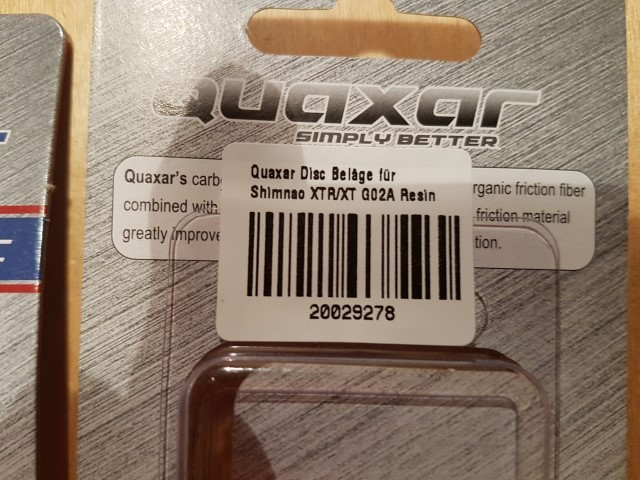 Quaxar
SIMPLY BETTER
Quaxar Disc Beläge für
Shimnao XTR/XT G02A Resin
20029278
Quaxar's carbo
rganic friction fiber
combined with
friction material
greatly improve
tion.